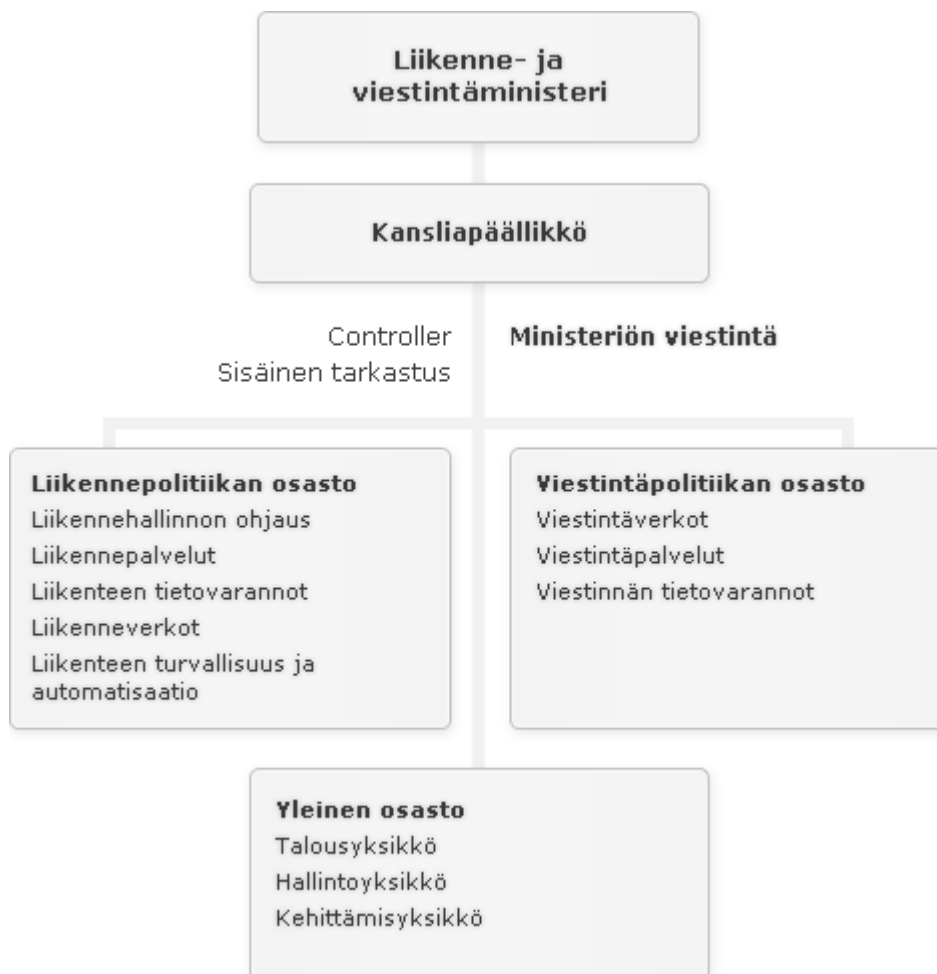 Liikenne- ja
viestintäministeri
Kansliapäällikkö
Controller
Sisäinen tarkastus
Ministeriön viestintä
Liikennepolitiikan osasto
Liikennehallinnon ohjaus
Liikennepalvelut
Liikenteen tietovarannot
Liikenneverkot
Liikenteen turvallisuus ja
automatisaatio
Viestintäpolitiikan osasto
Viestintäverkot
Viestintäpalvelut
Viestinnän tietovarannot
Yleinen osasto
Talousyksikkö
Hallintoyksikkö
Kehittämisyksikkö